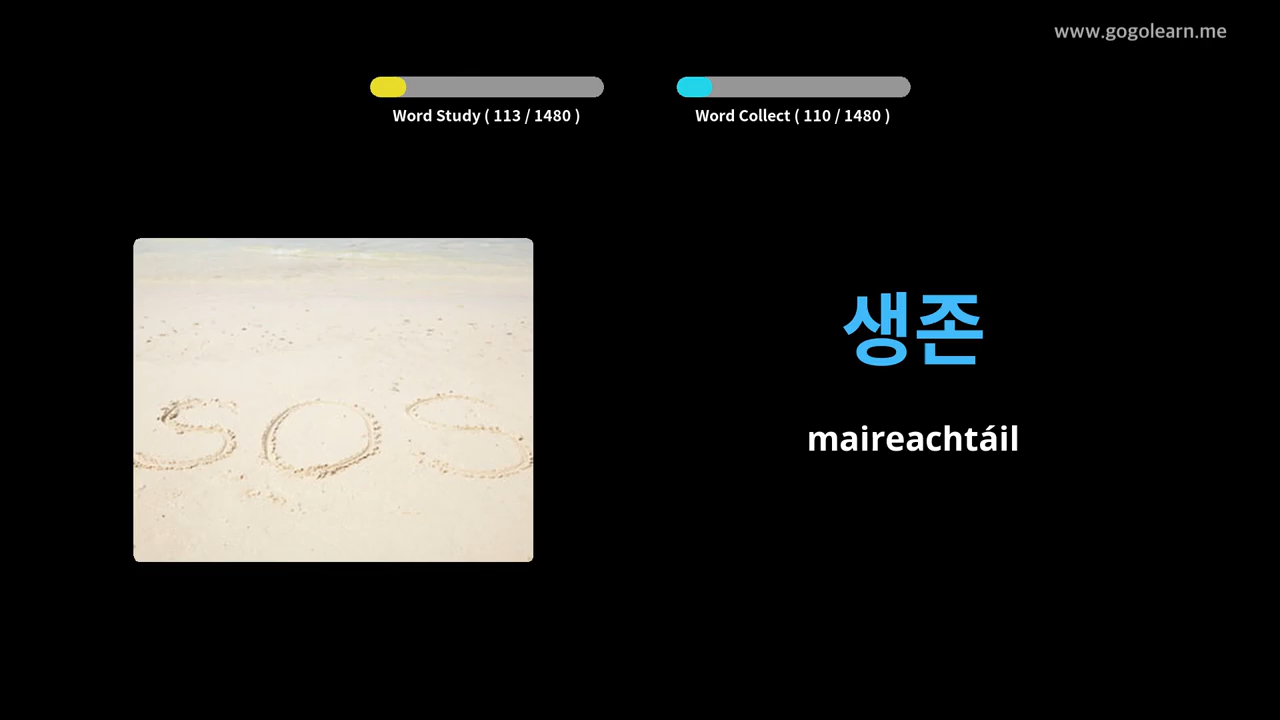 www.gogolearn.me
Word Study ( 113 / 1480 )
Word Collect ( 110 / 1480 )
SOS
생존
maireachtáil